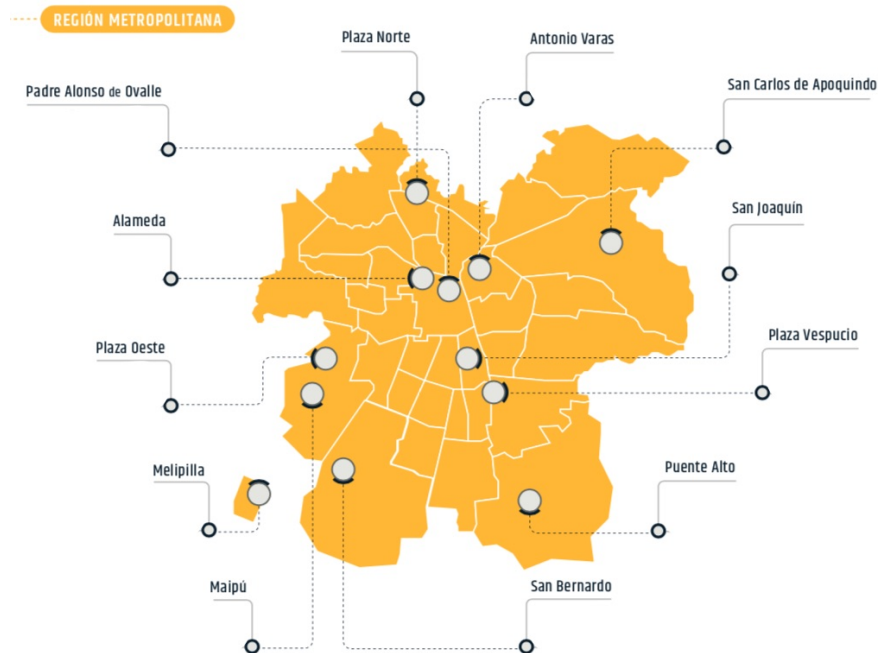 REGIÓN METROPOLITANA
Plaza Norte
Antonio Varas
Padre Alonso de Ovalle
San Carlos de Apoquindo
Alameda
San Joaquín
Plaza Oeste
Plaza Vespucio
Melipilla
Puente Alto
Maipú
San Bernardo